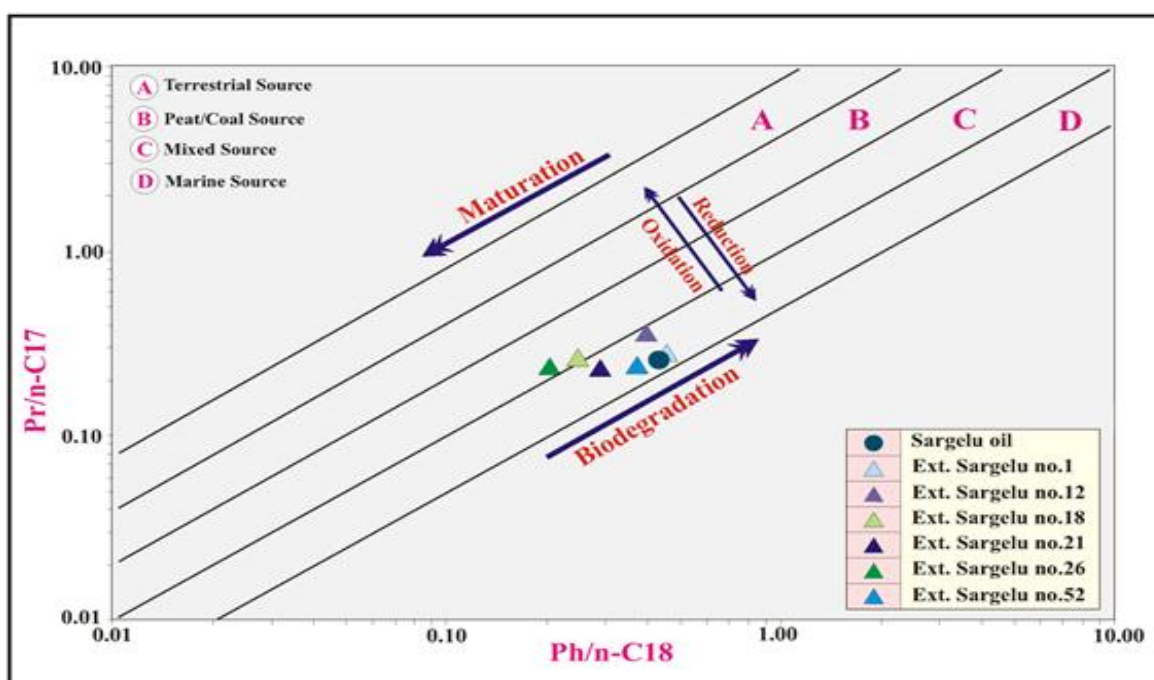 10.00
A Terrestrial Source
B Peat/Coal Source
C Mixed Source
D Marine Source
A B C D
Maturation
Reduction
Oxidation
1.00
Pr/n-C17
0.10
Biodegradation
Sargelu oil
Ext. Sargelu no.1
Ext. Sargelu no.12
Ext. Sargelu no.18
Ext. Sargelu no.21
Ext. Sargelu no.26
Ext. Sargelu no.52
0.01
0.01 0.10 1.00 10.00
Ph/n-C18